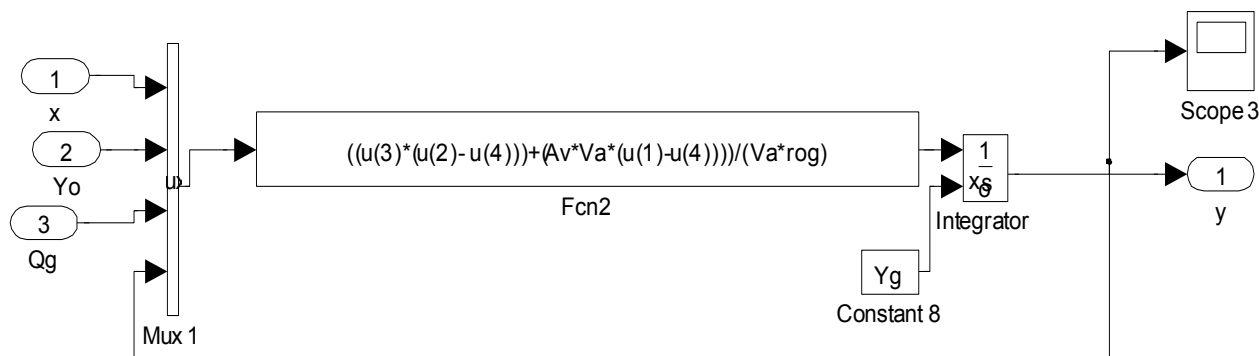 1
x
2
Yo
3
Qg
Mux 1
((u(3)*(u(2)- u(4)))+(Av*Va*(u(1)-u(4))))/(Va*rog)
Fcn2
1
s
xo
Integrator
Yg
Constant 8
Scope 3
1
y